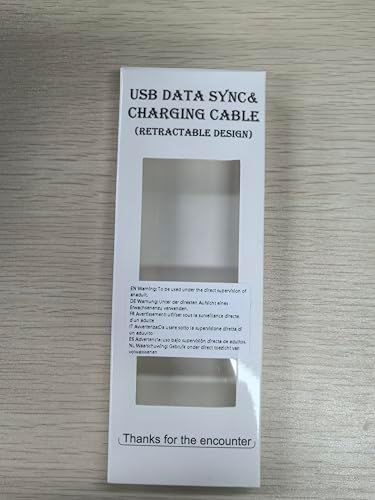 USB DATA SYNC&
CHARGING CABLE
(RETRACTABLE DESIGN)
EN Warning: To be used under the direct supervision of
anadult.
DE Warnung: Unter der direkten Aufsicht eines
Erwachsenenzu verwenden.
FR Avertissement: utiliser sous la surveillance directe
d'un adulte
IT Avvertenza:Da usare sotto la supervisione diretta di
un adulto
ES Advertencia: uso bajo supervisión directa de adultos.
NL Waarschuwing: Gebruik onder direct toezicht van
volwassenen
Thanks for the encounter